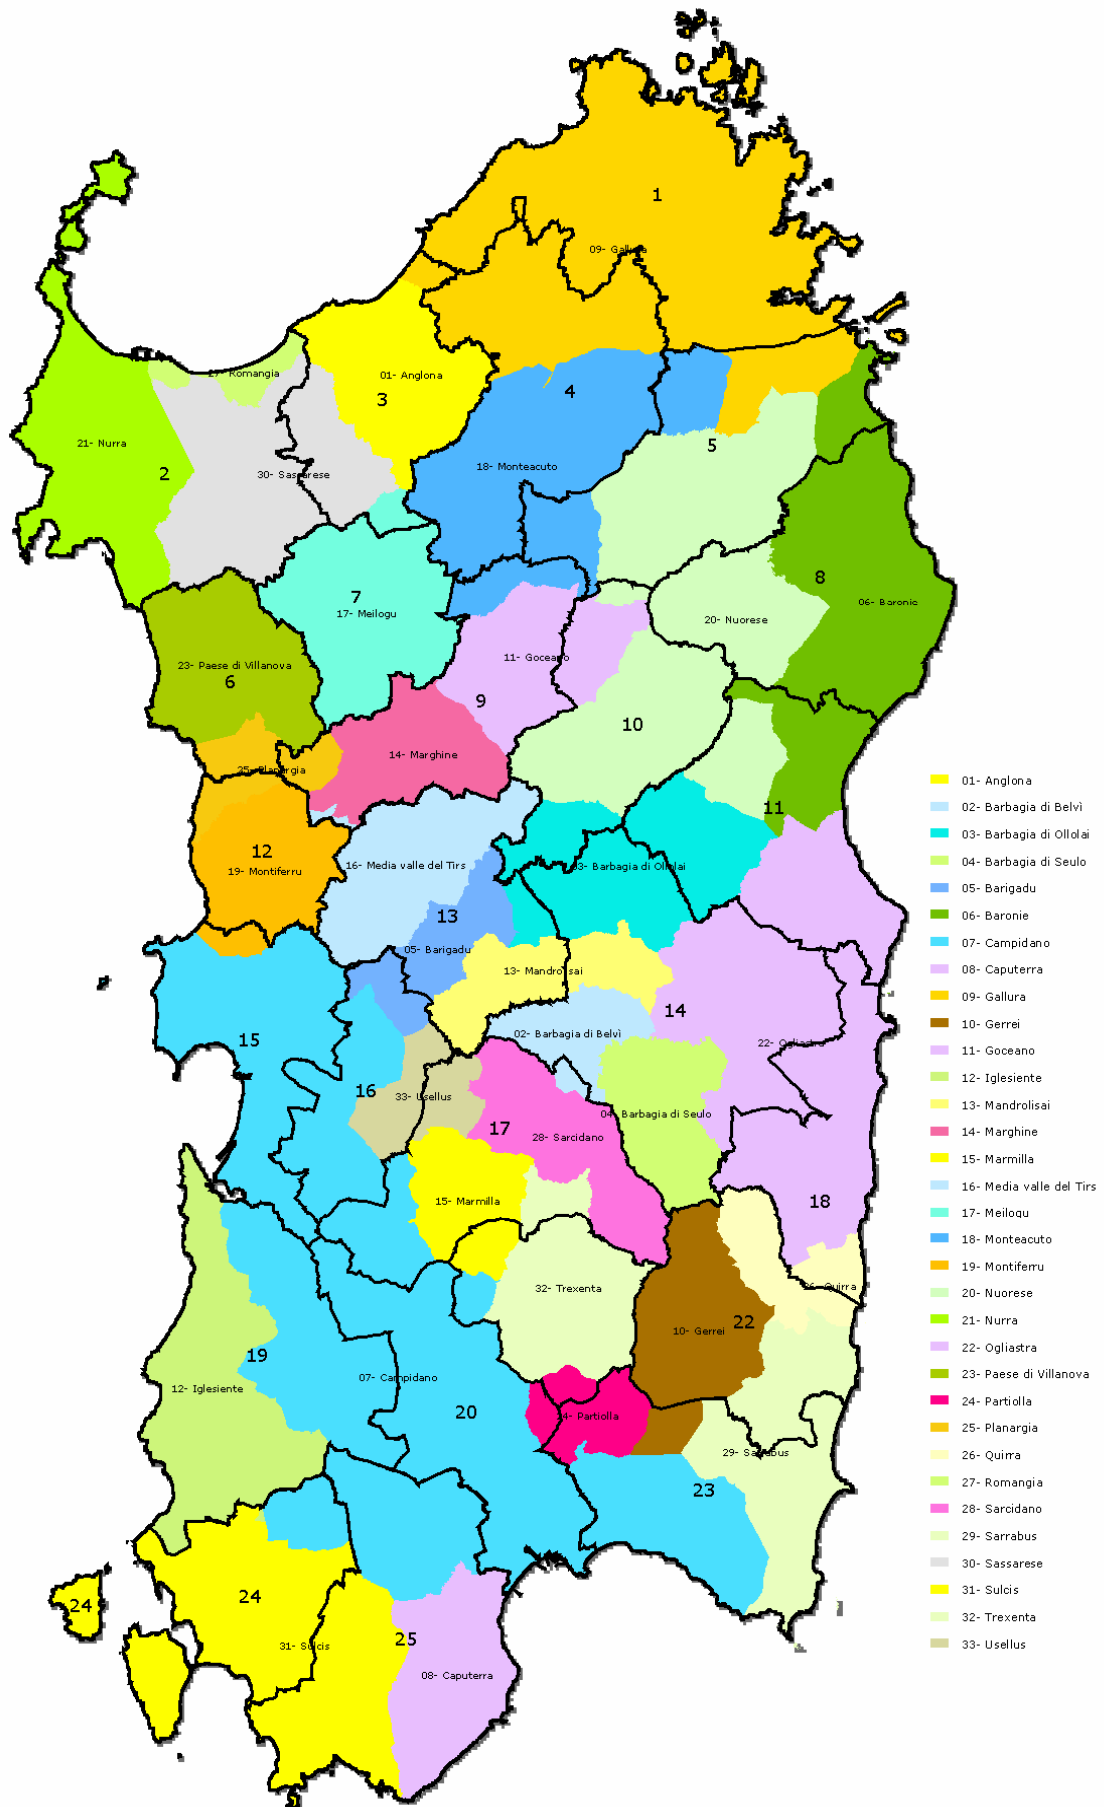 1
09- Gallura
27- Romangia
01- Anglona
3
4
21- Nurra
5
2
30- Sassarese
18- Monteacuto
7
17- Meilogu
8
06- Baronie
20- Nuorese
11- Goceano
23- Paese di Villanova
6
9
10
14- Marghine
25- Planargia
11
12
19- Montiferru
16- Media valle del Tirs
03- Barbagia di Ollolai
13
05- Barigadu
13- Mandrolisai
14
02- Barbagia di Belvì
22- Ogliastra
15
16
33- Usellus
04- Barbagia di Seulo
17
28- Sarcidano
15- Marmilla
18
32- Trexenta
26- Quirra
10- Gerrei
22
19
07- Campidano
12- Iglesiente
20
24- Partiolla
29- Sarrabus
23
24
24
31- Sulcis
25
08- Caputerra
01- Anglona
02- Barbagia di Belvì
03- Barbagia di Ollolai
04- Barbagia di Seulo
05- Barigadu
06- Baronie
07- Campidano
08- Caputerra
09- Gallura
10- Gerrei
11- Goceano
12- Iglesiente
13- Mandrolisai
14- Marghine
15- Marmilla
16- Media valle del Tirs
17- Meilogu
18- Monteacuto
19- Montiferru
20- Nuorese
21- Nurra
22- Ogliastra
23- Paese di Villanova
24- Partiolla
25- Planargia
26- Quirra
27- Romangia
28- Sarcidano
29- Sarrabus
30- Sassarese
31- Sulcis
32- Trexenta
33- Usellus